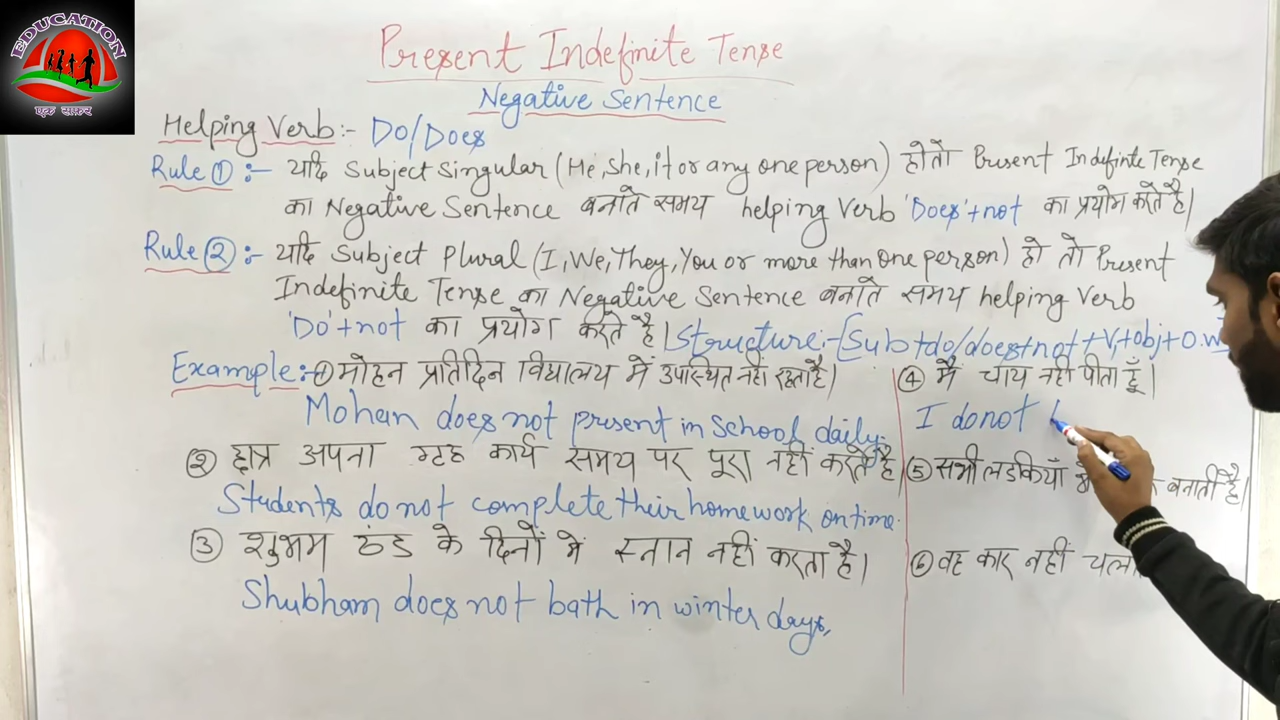 EDUCATION
एक सफर
Present Indefinite Tense
Negative Sentence
Helping Verb:- Do/Does
Rule ①:- यदि Subject Singular (He, She, it or any one person) हो तो Present Indefinite Tense
का Negative Sentence बनाते समय helping Verb 'Does'+not का प्रयोग करते है।
Rule ②:- यदि Subject Plural (I, We, They, You or more than one person) हो तो Present
Indefinite Tense का Negative Sentence बनाते समय helping Verb
'Do'+not का प्रयोग करते है। Structure:-[Sub+do/does+not+V₁+obj+O.w
Example:-① मोहन प्रतिदिन विद्यालय में उपस्थित नहीं रहता है।
Mohan does not present in School daily.
② छात्र अपना गृह कार्य समय पर पूरा नहीं करते है।
Students do not complete their homework on time.
③ शुभम ठंड के दिनों में स्नान नहीं करता है।
Shubham does not bath in winter days,
④ मैं चाय नहीं पीता हूँ।
I donot
⑤ सभी लडकियाँ बनाती है।
⑥ वह कार नहीं